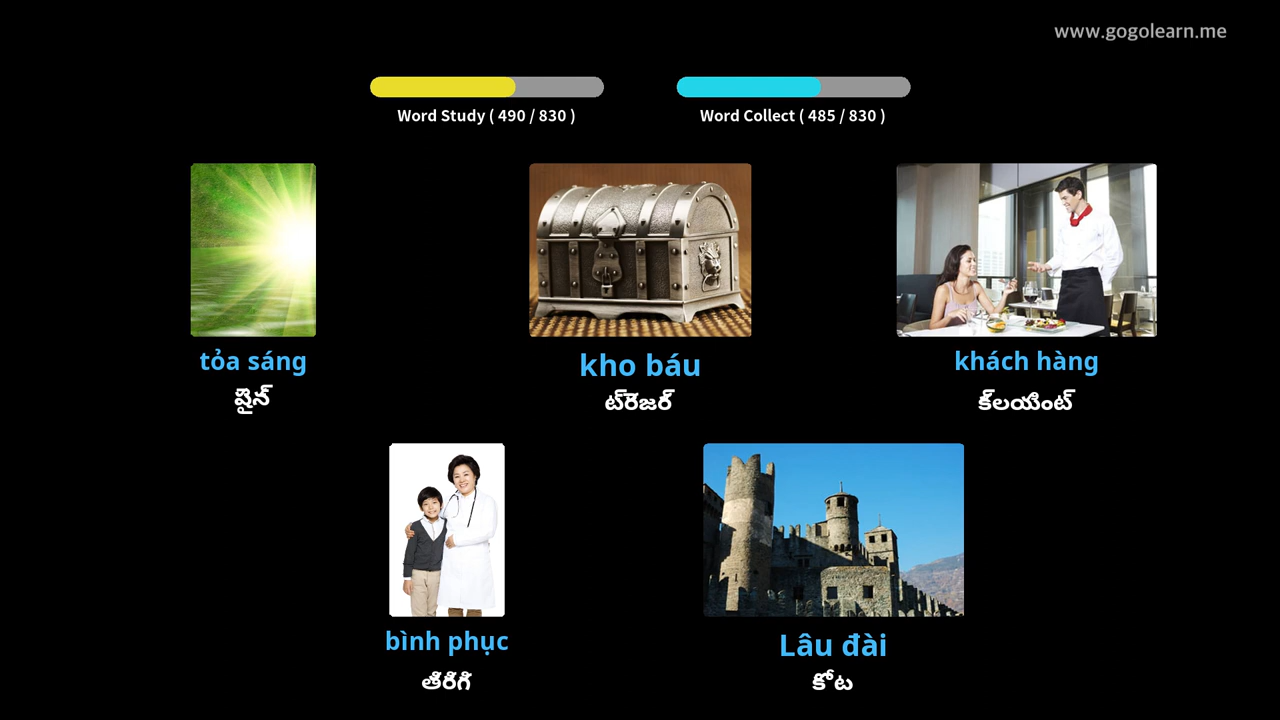 www.gogolearn.me
Word Study ( 490 / 830 )
Word Collect ( 485 / 830 )
tỏa sáng
షైన్
kho báu
ట్రెజర్
khách hàng
క్లయింట్
bình phục
తిరిగి
Lâu đài
కోట